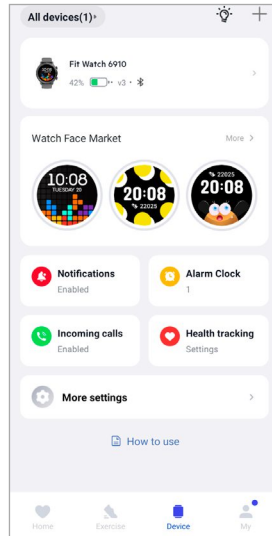 All devices(1)
Fit Watch 6910
42% v3
Watch Face Market
More >
10:08
TUESDAY 20
20:08
22025
22025
20:08
Notifications
Enabled
Alarm Clock
1
Incoming calls
Enabled
Health tracking
Settings
More settings
How to use
Home
Exercise
Device
My